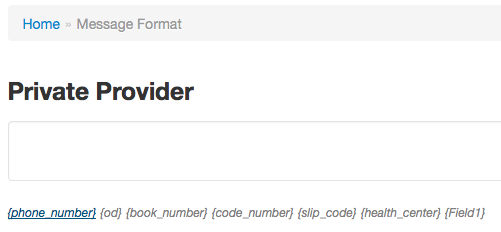 Home » Message Format
Private Provider
{phone_number} {od} {book_number} {code_number} {slip_code} {health_center} {Field1}